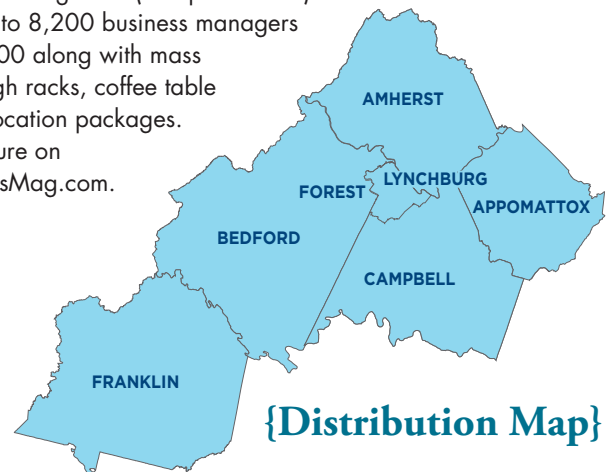 to 8,200 business managers
00 along with mass
gh racks, coffee table
ocation packages.
ure on
sMag.com.
AMHERST
LYNCHBURG
FOREST
APPOMATTOX
BEDFORD
CAMPBELL
FRANKLIN
{Distribution Map}